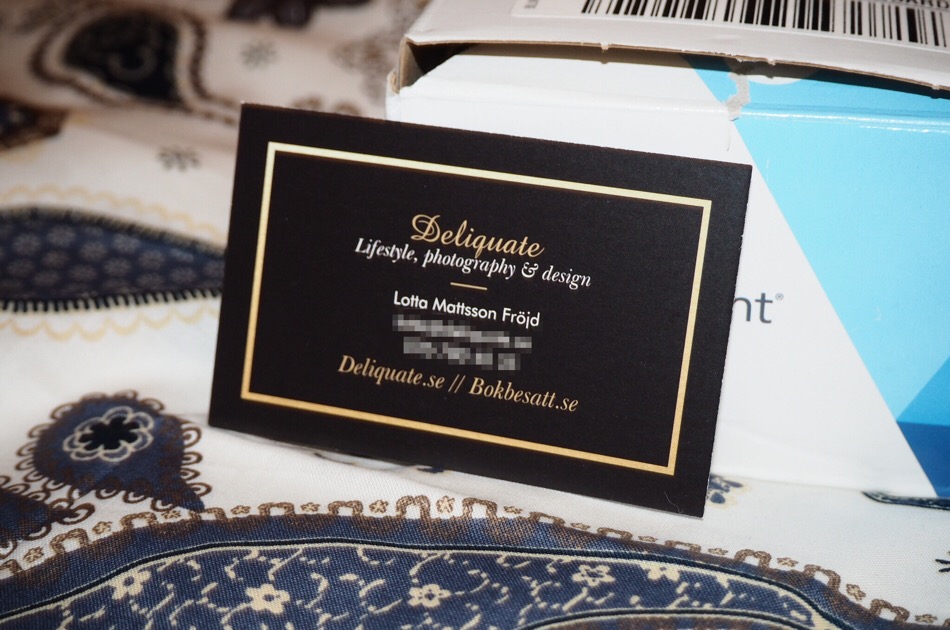 Deliquate
Lifestyle, photography & design
Lotta Mattsson Fröjd
Deliquate.se // Bokbesatt.se
nt®